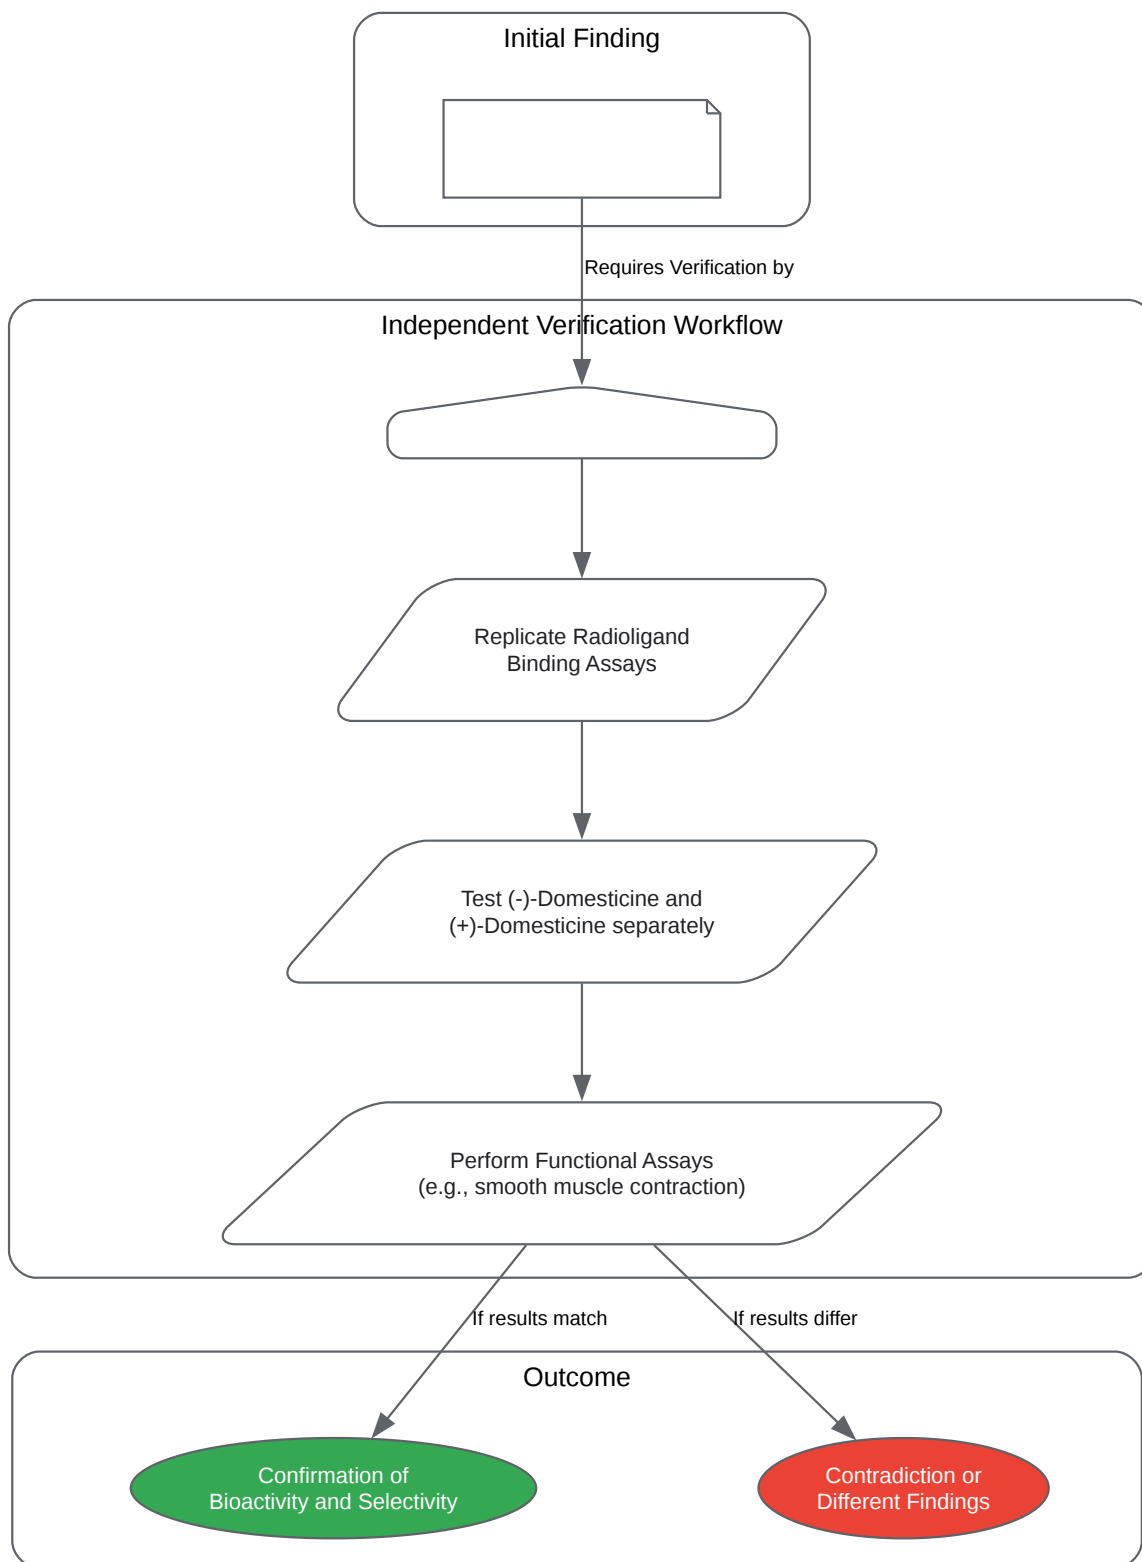 Initial Finding
Requires Verification by
Independent Verification Workflow
Replicate Radioligand
Binding Assays
Test (-)-Domesticine and
(+)-Domesticine separately
Perform Functional Assays
(e.g., smooth muscle contraction)
If results match
If results differ
Outcome
Confirmation of
Bioactivity and Selectivity
Contradiction or
Different Findings